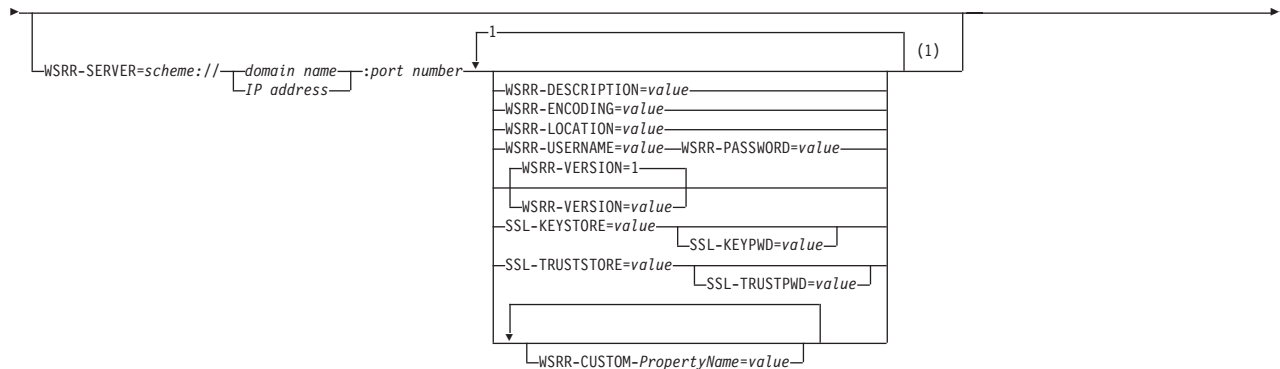 1
(1)
WSRR-SERVER=scheme:// domain name :port number
IP address
WSRR-DESCRIPTION=value
WSRR-ENCODING=value
WSRR-LOCATION=value
WSRR-USERNAME=value WSRR-PASSWORD=value
WSRR-VERSION=1
WSRR-VERSION=value
SSL-KEYSTORE=value
SSL-KEYPWD=value
SSL-TRUSTSTORE=value
SSL-TRUSTPWD=value
WSRR-CUSTOM-PropertyName=value